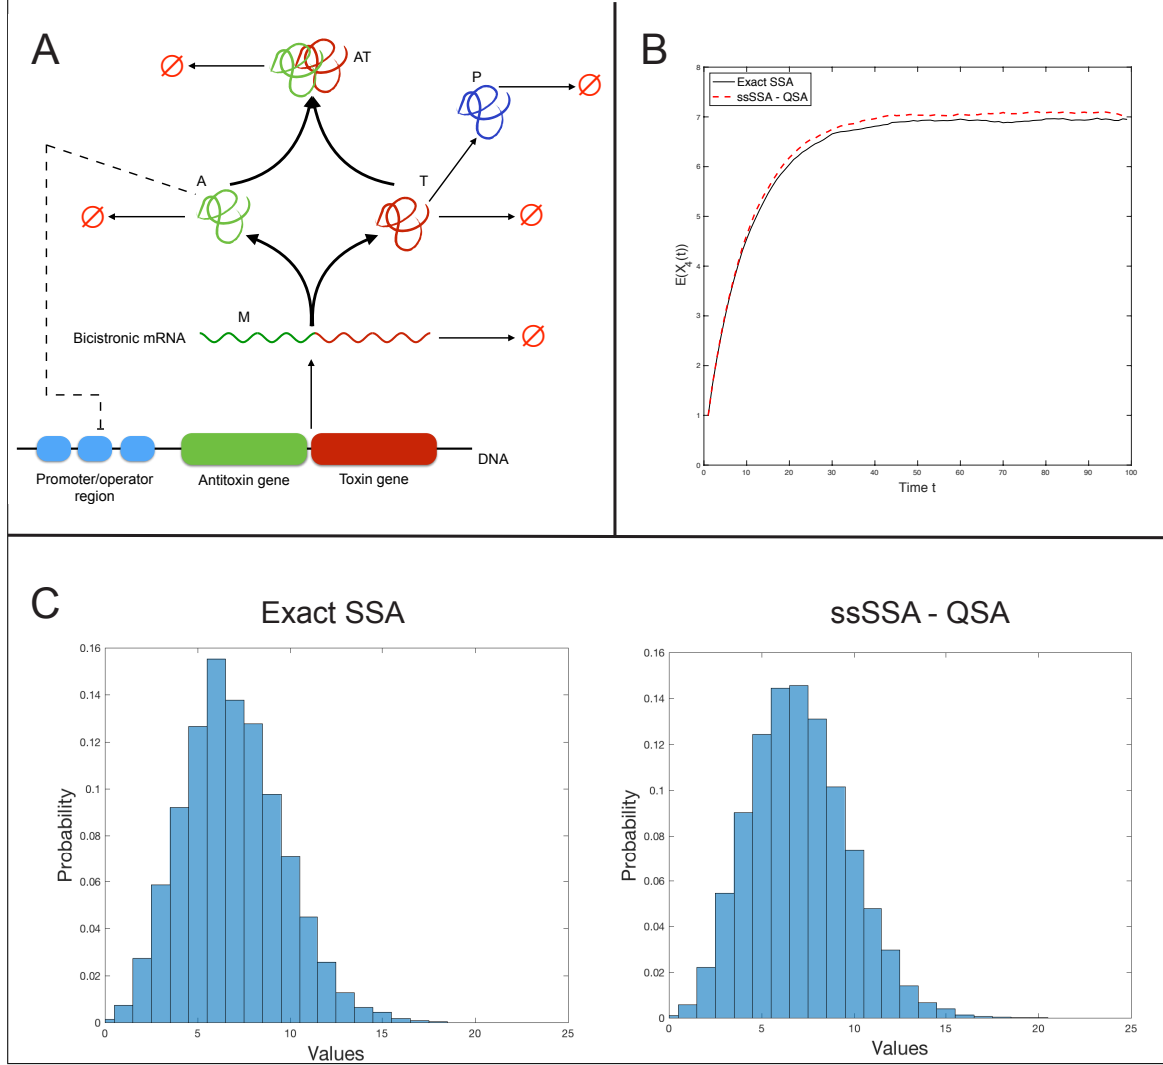 A
AT
P
A
T
M
Bicistronic mRNA
DNA
Promoter/operator
region
Antitoxin gene
Toxin gene
B
Exact SSA
ssSSA - QSA
E(X4(t))
8
7
6
5
4
3
2
1
0
0 10 20 30 40 50 60 70 80 90 100
Time t
C
Exact SSA
Probability
0.16
0.14
0.12
0.1
0.08
0.06
0.04
0.02
0
0 5 10 15 20 25
Values
ssSSA - QSA
Probability
0.16
0.14
0.12
0.1
0.08
0.06
0.04
0.02
0
0 5 10 15 20 25
Values